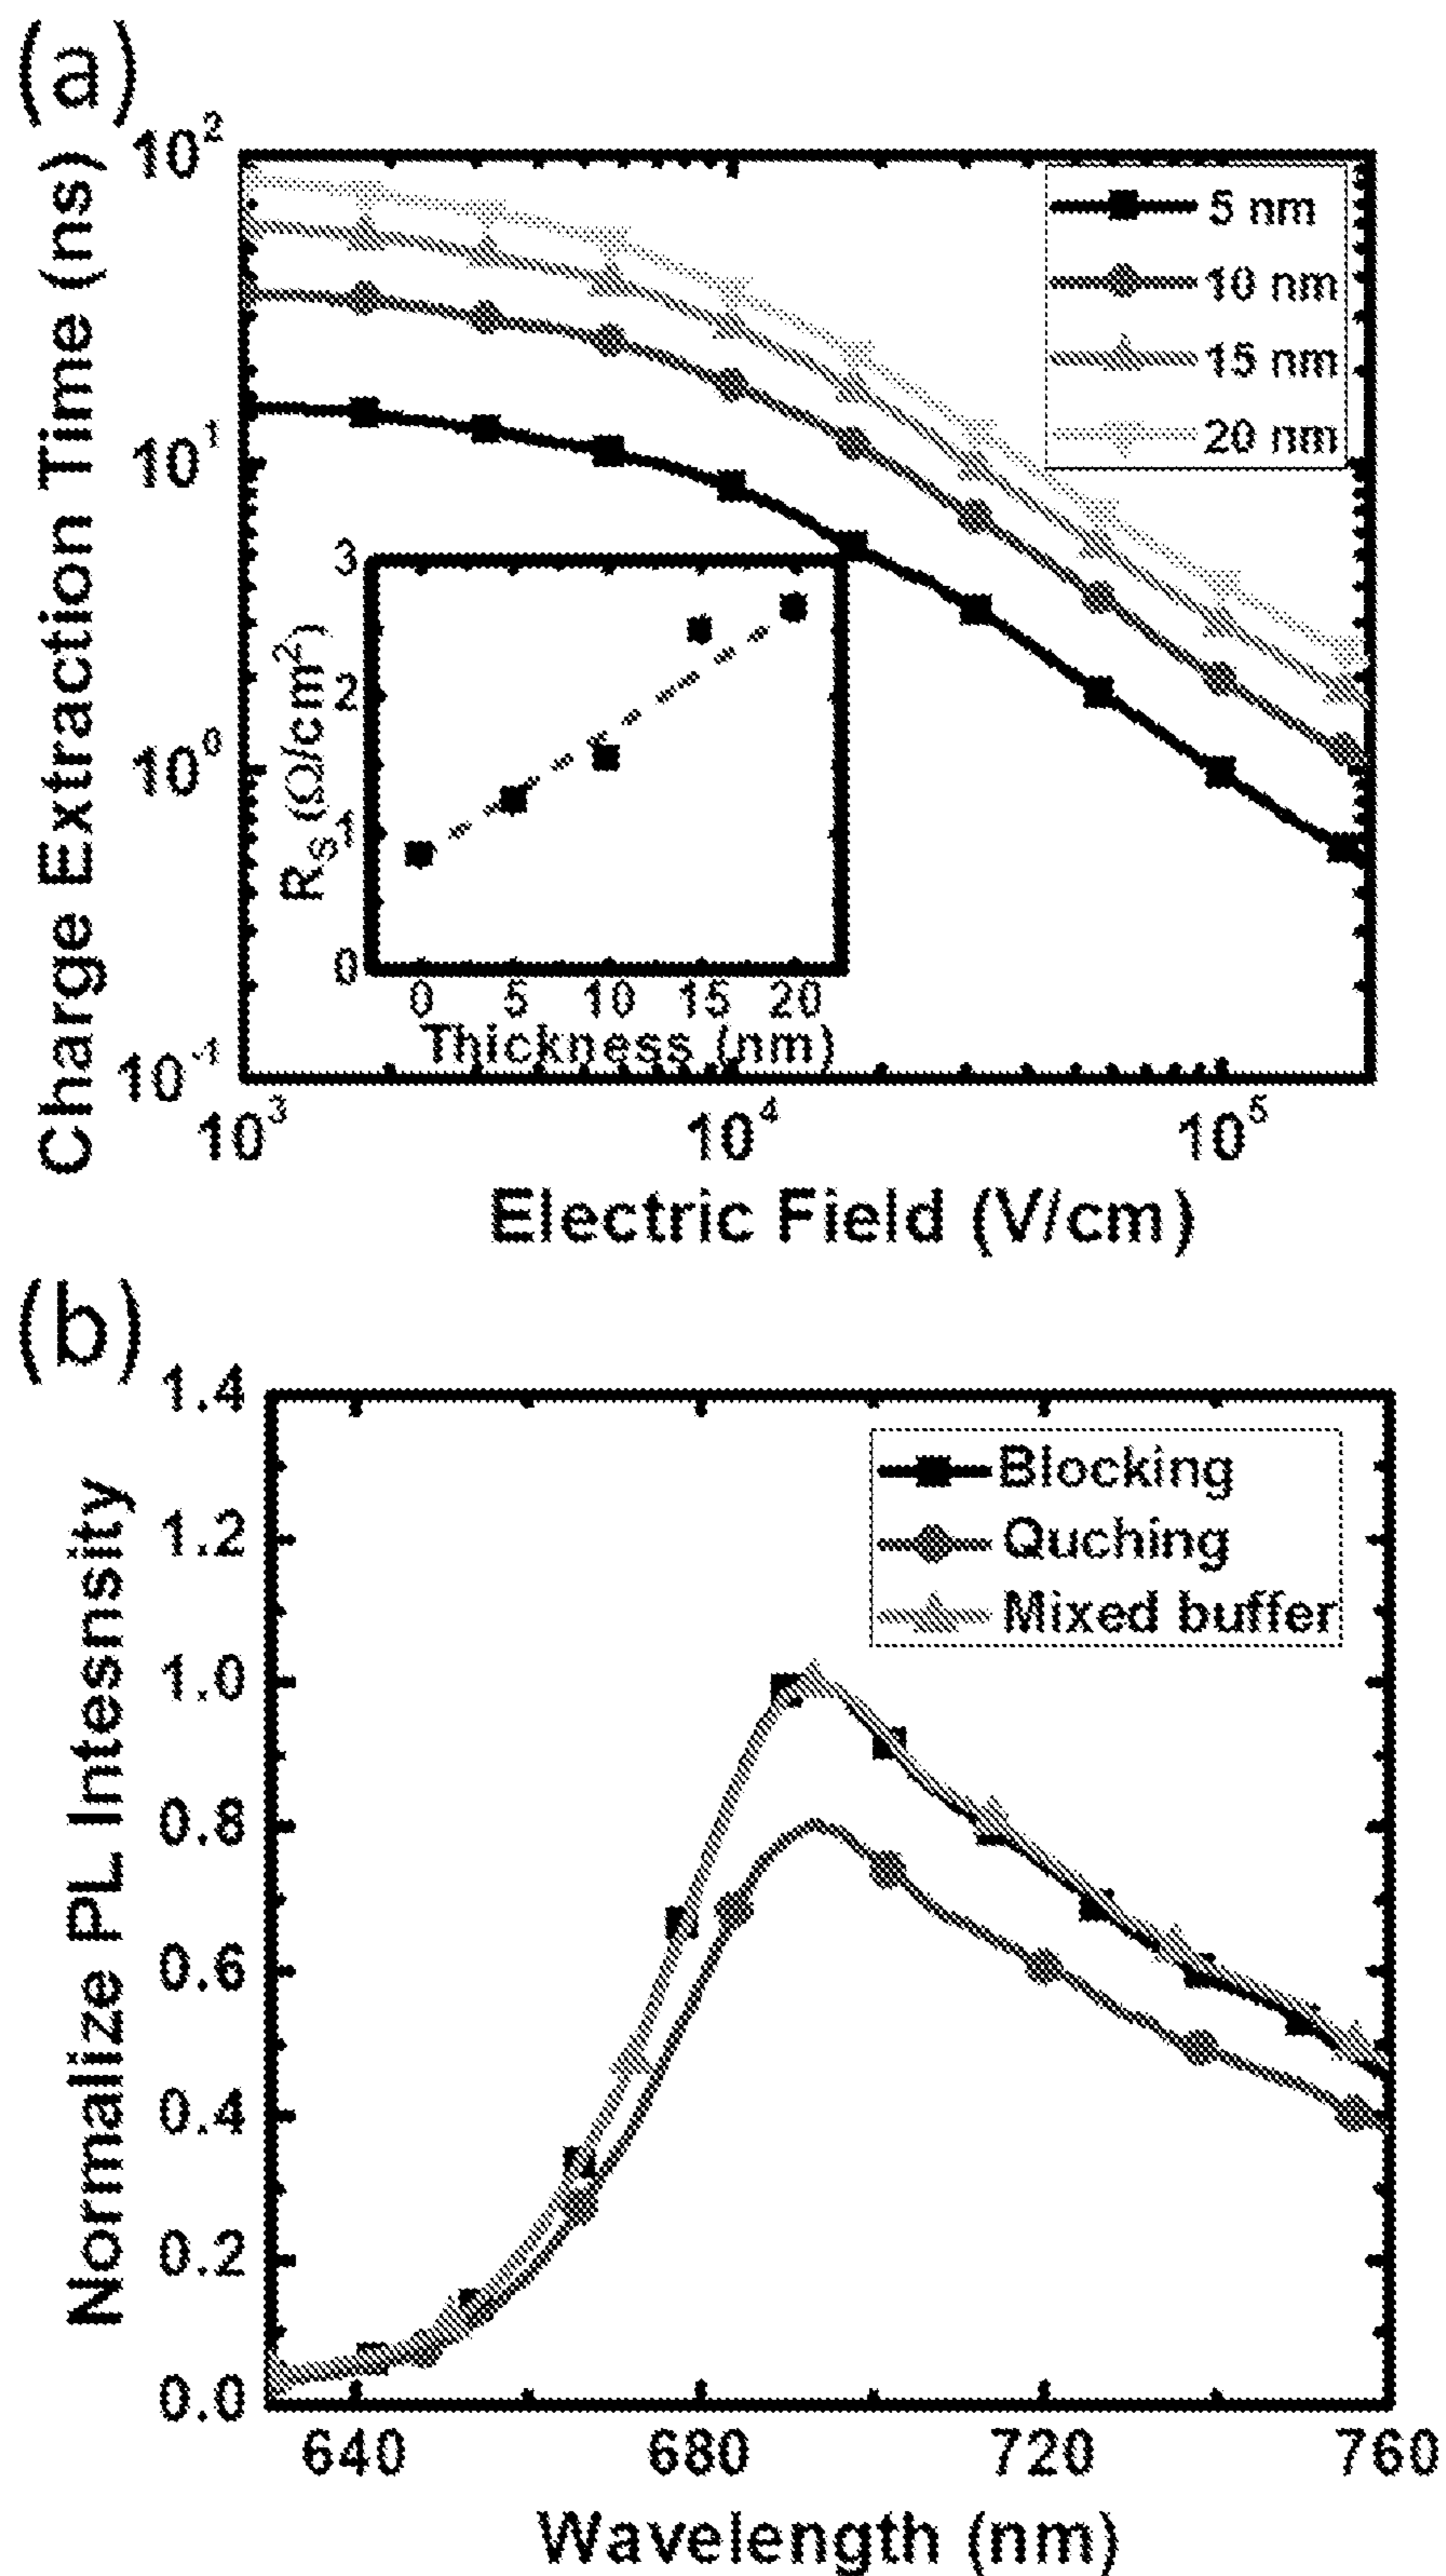 (a)
Charge Extraction Time (ns)
10²
10¹
10⁰
10⁻¹
5 nm
10 nm
15 nm
20 nm
3
2
1
0
R_S (Ω/cm²)
0 5 10 15 20
Thickness (nm)
10³ 10⁴ 10⁵
Electric Field (V/cm)
(b)
Normalize PL Intesnsity
1.4
1.2
1.0
0.8
0.6
0.4
0.2
0.0
Blocking
Quching
Mixed buffer
640 680 720 760
Wavelength (nm)